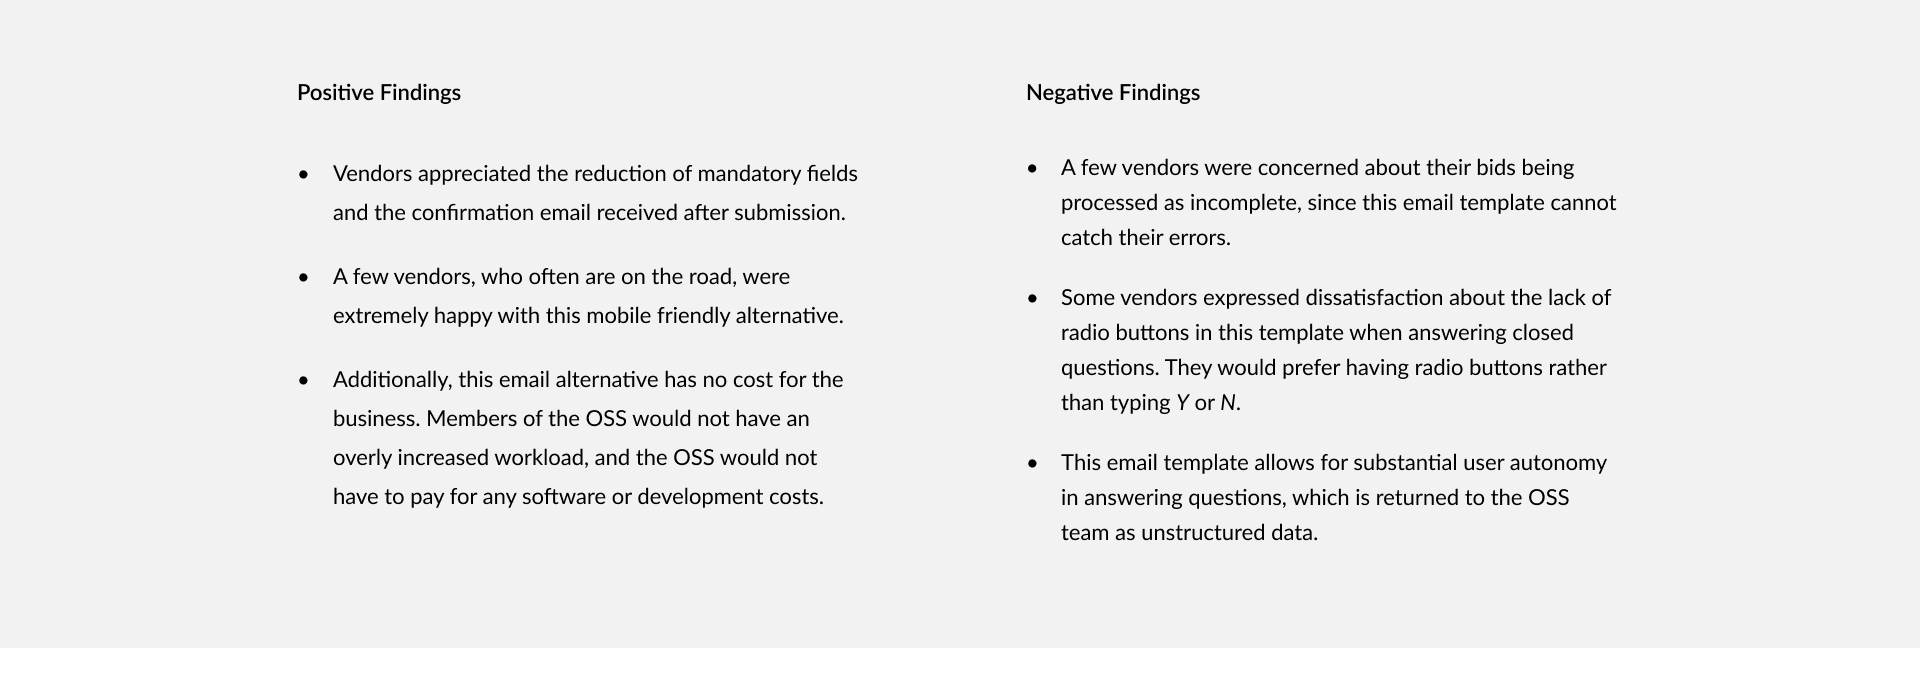 Positive Findings
• Vendors appreciated the reduction of mandatory fields
and the confirmation email received after submission.
• A few vendors, who often are on the road, were
extremely happy with this mobile friendly alternative.
• Additionally, this email alternative has no cost for the
business. Members of the OSS would not have an
overly increased workload, and the OSS would not
have to pay for any software or development costs.
Negative Findings
• A few vendors were concerned about their bids being
processed as incomplete, since this email template cannot
catch their errors.
• Some vendors expressed dissatisfaction about the lack of
radio buttons in this template when answering closed
questions. They would prefer having radio buttons rather
than typing Y or N.
• This email template allows for substantial user autonomy
in answering questions, which is returned to the OSS
team as unstructured data.